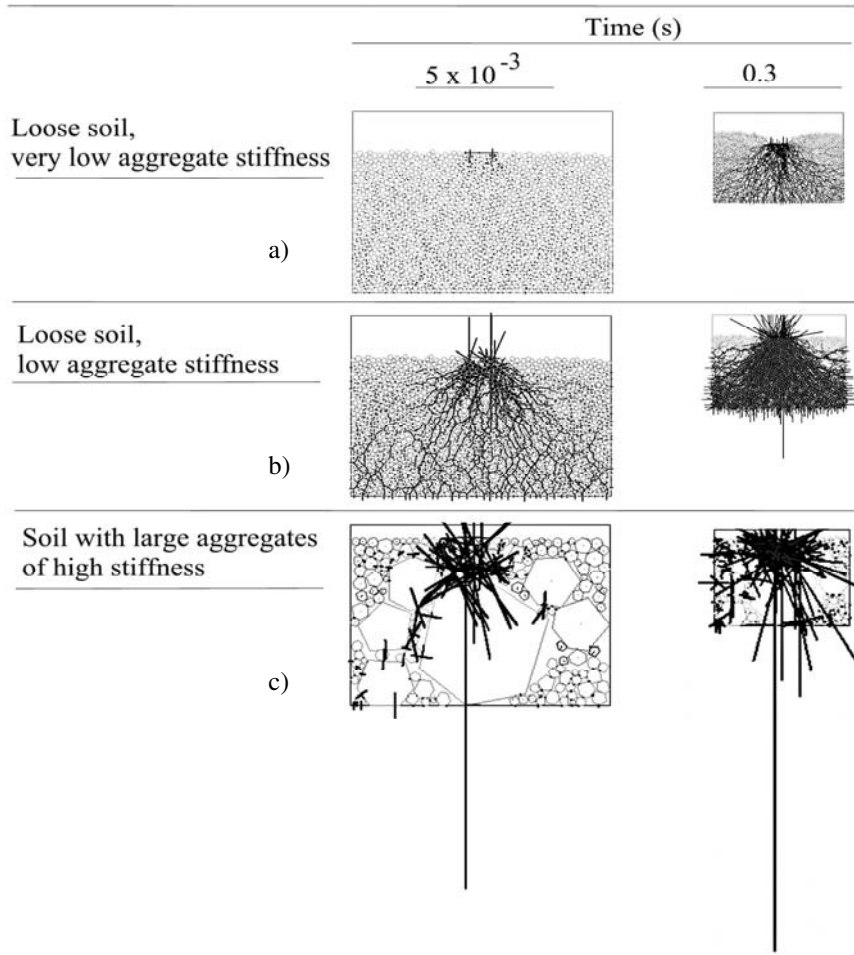 Time (s)
5 x 10⁻³ 0.3
Loose soil,
very low aggregate stiffness
a)
Loose soil,
low aggregate stiffness
b)
Soil with large aggregates
of high stiffness
c)